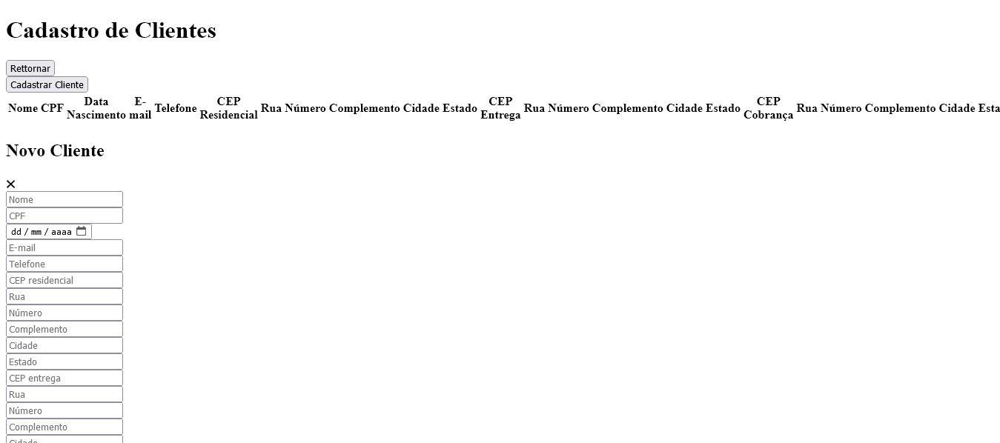 Cadastro de Clientes
Rettornar
Cadastrar Cliente
Nome CPF Data Nascimento E-mail Telefone CEP Residencial Rua Número Complemento Cidade Estado CEP Entrega Rua Número Complemento Cidade Estado CEP Cobrança Rua Número Complemento Cidade Esta
Novo Cliente
×
Nome
CPF
dd / mm / aaaa
E-mail
Telefone
CEP residencial
Rua
Número
Complemento
Cidade
Estado
CEP entrega
Rua
Número
Complemento
Cidade